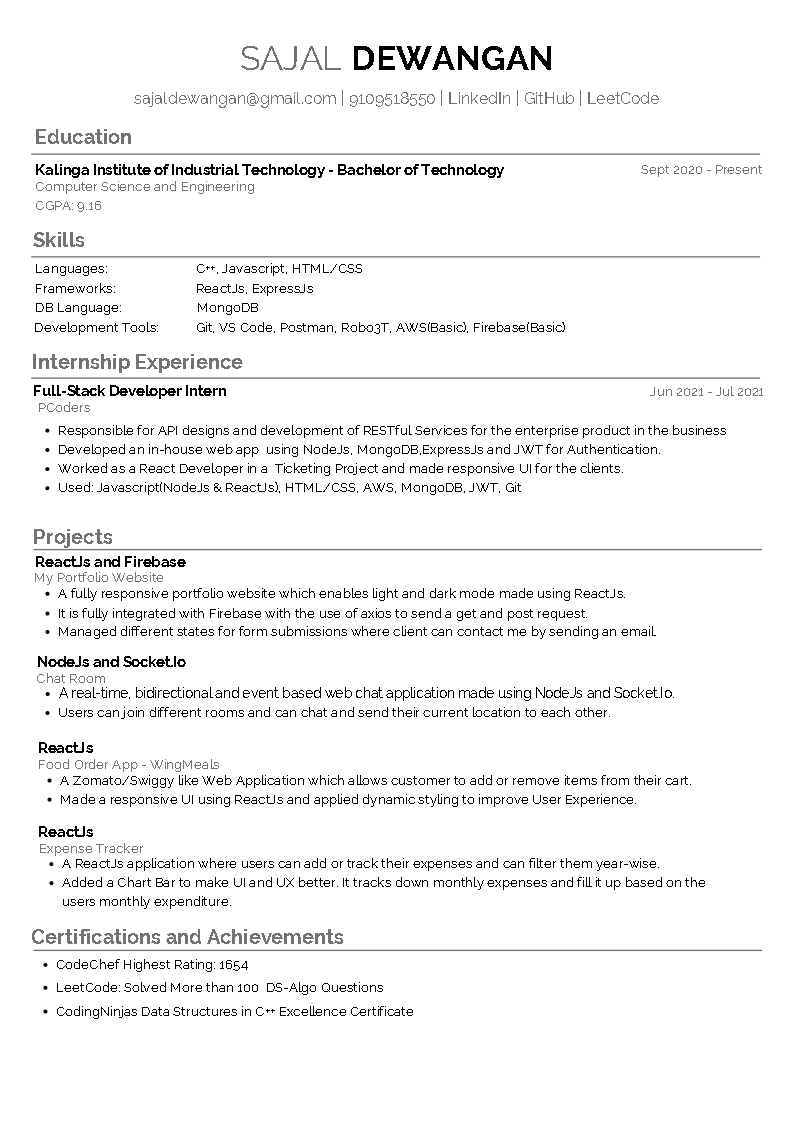 SAJAL DEWANGAN
sajaldewangan@gmail.com | 9109518550 | LinkedIn | GitHub | LeetCode
Education
Kalinga Institute of Industrial Technology - Bachelor of Technology Sept 2020 - Present
Computer Science and Engineering
CGPA: 9.16
Skills
Languages: C++, Javascript, HTML/CSS
Frameworks: ReactJs, ExpressJs
DB Language: MongoDB
Development Tools: Git, VS Code, Postman, Robo3T, AWS(Basic), Firebase(Basic)
Internship Experience
Full-Stack Developer Intern Jun 2021 - Jul 2021
PCoders
• Responsible for API designs and development of RESTful Services for the enterprise product in the business
• Developed an in-house web app using NodeJs, MongoDB,ExpressJs and JWT for Authentication.
• Worked as a React Developer in a Ticketing Project and made responsive UI for the clients.
• Used: Javascript(NodeJs & ReactJs), HTML/CSS, AWS, MongoDB, JWT, Git
Projects
ReactJs and Firebase
My Portfolio Website
• A fully responsive portfolio website which enables light and dark mode made using ReactJs.
• It is fully integrated with Firebase with the use of axios to send a get and post request.
• Managed different states for form submissions where client can contact me by sending an email.
NodeJs and Socket.Io
Chat Room
• A real-time, bidirectional and event based web chat application made using NodeJs and Socket.Io.
• Users can join different rooms and can chat and send their current location to each other.
ReactJs
Food Order App - WingMeals
• A Zomato/Swiggy like Web Application which allows customer to add or remove items from their cart.
• Made a responsive UI using ReactJs and applied dynamic styling to improve User Experience.
ReactJs
Expense Tracker
• A ReactJs application where users can add or track their expenses and can filter them year-wise.
• Added a Chart Bar to make UI and UX better. It tracks down monthly expenses and fill it up based on the
users monthly expenditure.
Certifications and Achievements
• CodeChef Highest Rating: 1654
• LeetCode: Solved More than 100 DS-Algo Questions
• CodingNinjas Data Structures in C++ Excellence Certificate